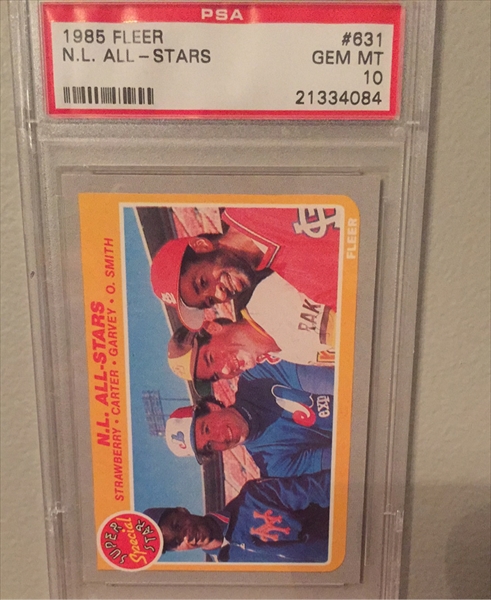 PSA
1985 FLEER #631
N.L. ALL-STARS GEM MT
10
21334084
N.L. ALL-STARS
STRAWBERRY • CARTER • GARVEY • O. SMITH
SUPER
Special
STAR
FLEER
expo
M